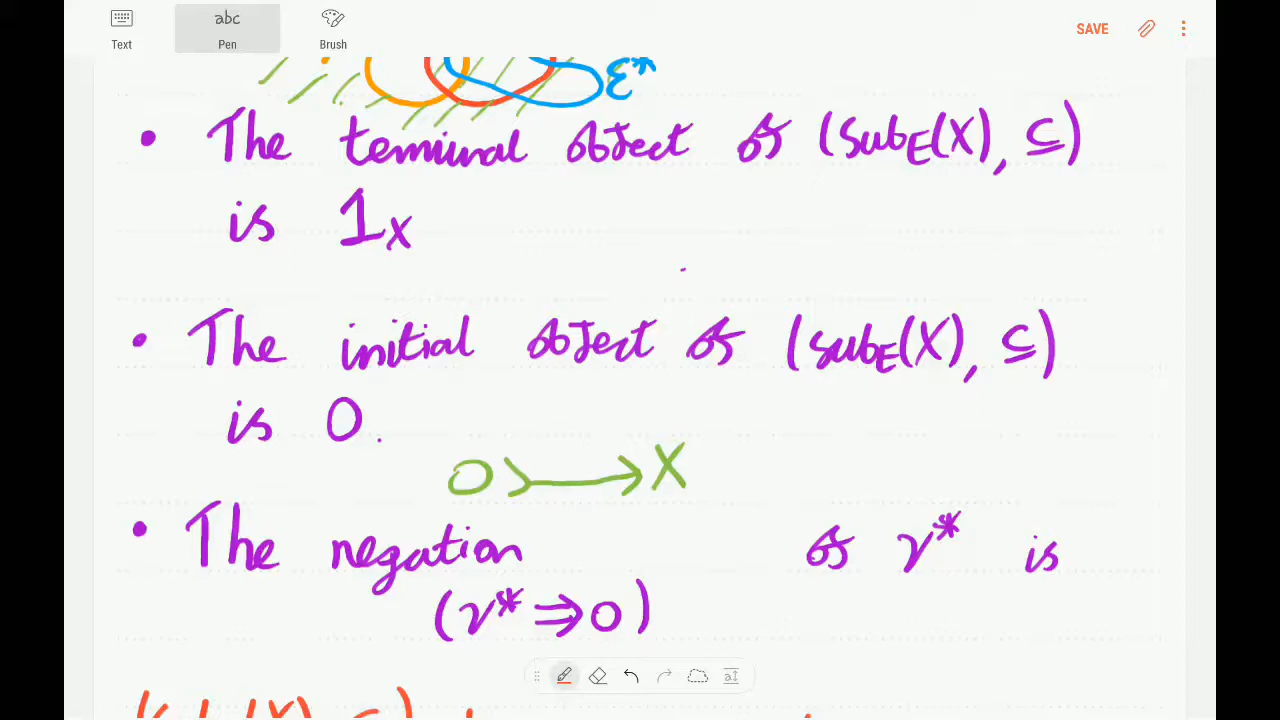 abc
Text Pen Brush SAVE
ε*
• The terminal object of (Sub_E(X), ⊆)
is 1_X
• The initial object of (Sub_E(X), ⊆)
is 0.
0 ↣ X
• The negation of γ* is
(γ* ⇒ 0)